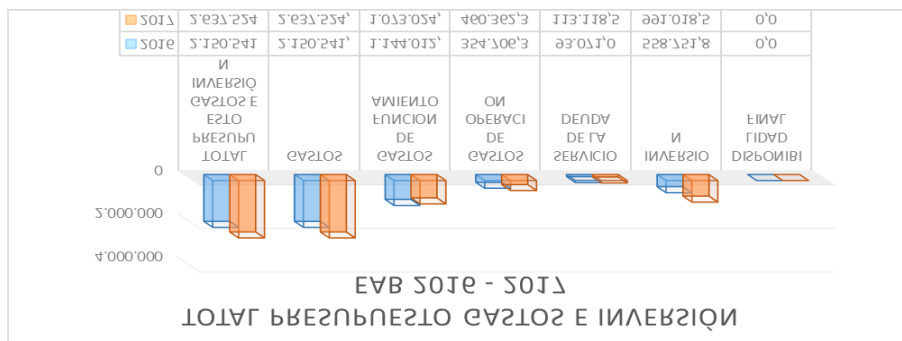 TOTAL PRESUPUESTO GASTOS E INVERSIÓN
EAB 2016 - 2017
4.000.000
2.000.000
0
TOTAL
PRESUPU
ESTO
GASTOS E
INVERSIÓ
N
GASTOS
GASTOS
DE
FUNCION
AMIENTO
GASTOS
DE
OPERACI
ON
SERVICIO
DE LA
DEUDA
INVERSIO
N
DISPONIBI
LIDAD
FINAL
2016 2.150.541 2.150.541, 1.144.012, 354.706,3 93.071,0 558.751,8 0,0
2017 2.637.524 2.637.524, 1.073.024, 460.362,3 113.118,5 991.018,5 0,0